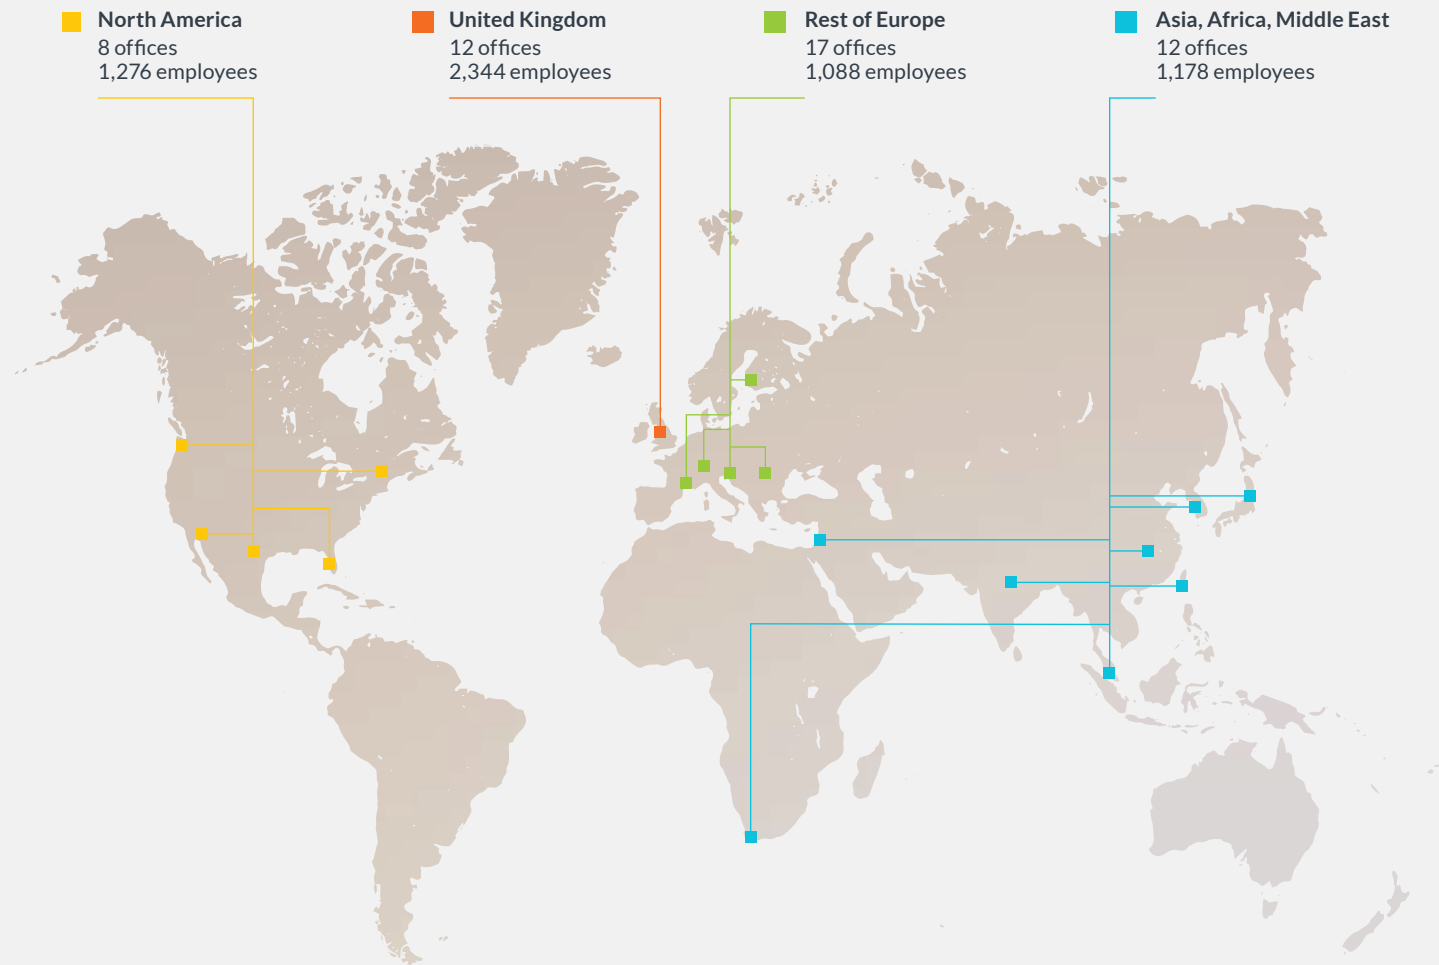 North America
8 offices
1,276 employees
United Kingdom
12 offices
2,344 employees
Rest of Europe
17 offices
1,088 employees
Asia, Africa, Middle East
12 offices
1,178 employees